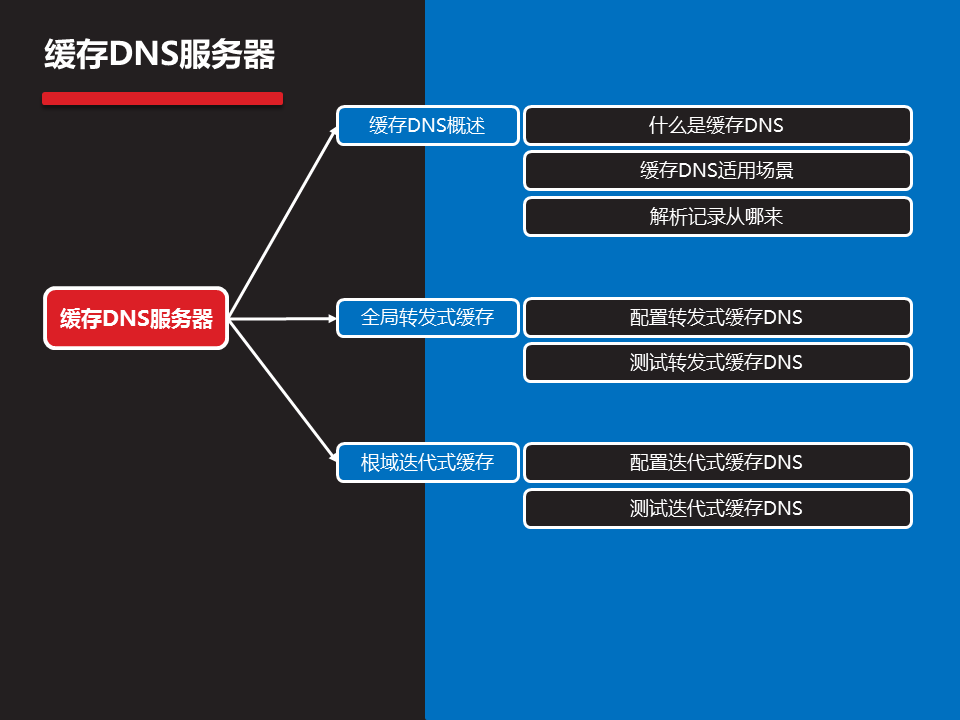 缓存DNS服务器
缓存DNS概述
什么是缓存DNS
缓存DNS适用场景
解析记录从哪来
缓存DNS服务器
全局转发式缓存
配置转发式缓存DNS
测试转发式缓存DNS
根域迭代式缓存
配置迭代式缓存DNS
测试迭代式缓存DNS